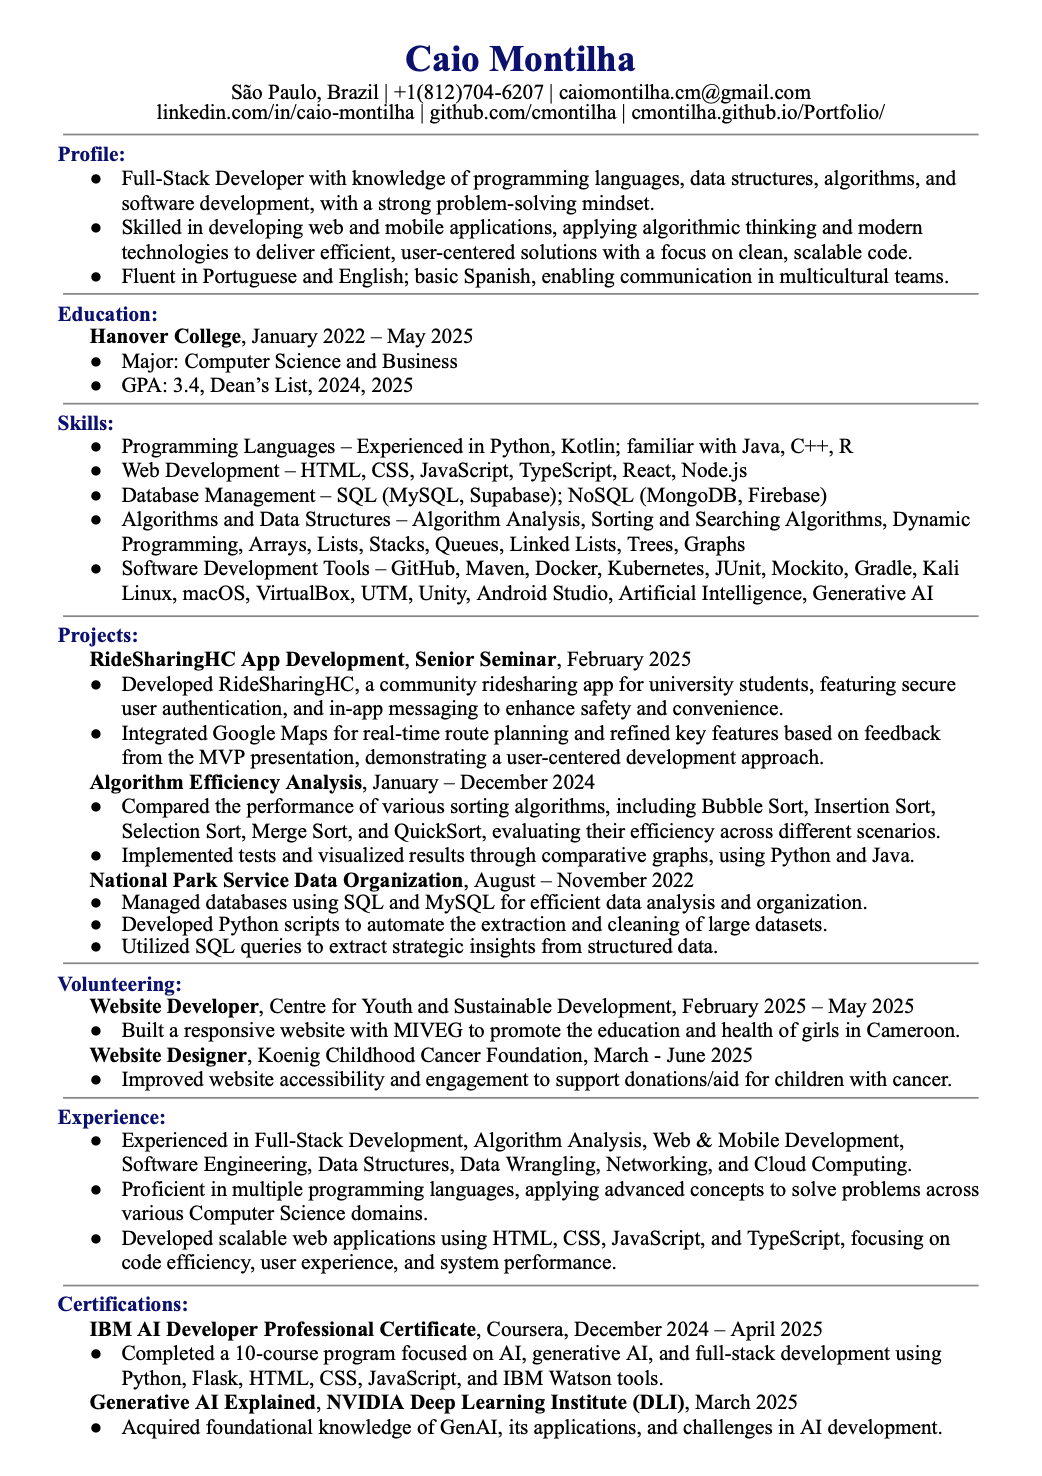 Caio Montilha
São Paulo, Brazil | +1(812)704-6207 | caiomontilha.cm@gmail.com
linkedin.com/in/caio-montilha | github.com/cmontilha | cmontilha.github.io/Portfolio/
Profile:
● Full-Stack Developer with knowledge of programming languages, data structures, algorithms, and
software development, with a strong problem-solving mindset.
● Skilled in developing web and mobile applications, applying algorithmic thinking and modern
technologies to deliver efficient, user-centered solutions with a focus on clean, scalable code.
● Fluent in Portuguese and English; basic Spanish, enabling communication in multicultural teams.
Education:
Hanover College, January 2022 – May 2025
● Major: Computer Science and Business
● GPA: 3.4, Dean’s List, 2024, 2025
Skills:
● Programming Languages – Experienced in Python, Kotlin; familiar with Java, C++, R
● Web Development – HTML, CSS, JavaScript, TypeScript, React, Node.js
● Database Management – SQL (MySQL, Supabase); NoSQL (MongoDB, Firebase)
● Algorithms and Data Structures – Algorithm Analysis, Sorting and Searching Algorithms, Dynamic
Programming, Arrays, Lists, Stacks, Queues, Linked Lists, Trees, Graphs
● Software Development Tools – GitHub, Maven, Docker, Kubernetes, JUnit, Mockito, Gradle, Kali
Linux, macOS, VirtualBox, UTM, Unity, Android Studio, Artificial Intelligence, Generative AI
Projects:
RideSharingHC App Development, Senior Seminar, February 2025
● Developed RideSharingHC, a community ridesharing app for university students, featuring secure
user authentication, and in-app messaging to enhance safety and convenience.
● Integrated Google Maps for real-time route planning and refined key features based on feedback
from the MVP presentation, demonstrating a user-centered development approach.
Algorithm Efficiency Analysis, January – December 2024
● Compared the performance of various sorting algorithms, including Bubble Sort, Insertion Sort,
Selection Sort, Merge Sort, and QuickSort, evaluating their efficiency across different scenarios.
● Implemented tests and visualized results through comparative graphs, using Python and Java.
National Park Service Data Organization, August – November 2022
● Managed databases using SQL and MySQL for efficient data analysis and organization.
● Developed Python scripts to automate the extraction and cleaning of large datasets.
● Utilized SQL queries to extract strategic insights from structured data.
Volunteering:
Website Developer, Centre for Youth and Sustainable Development, February 2025 – May 2025
● Built a responsive website with MIVEG to promote the education and health of girls in Cameroon.
Website Designer, Koenig Childhood Cancer Foundation, March - June 2025
● Improved website accessibility and engagement to support donations/aid for children with cancer.
Experience:
● Experienced in Full-Stack Development, Algorithm Analysis, Web & Mobile Development,
Software Engineering, Data Structures, Data Wrangling, Networking, and Cloud Computing.
● Proficient in multiple programming languages, applying advanced concepts to solve problems across
various Computer Science domains.
● Developed scalable web applications using HTML, CSS, JavaScript, and TypeScript, focusing on
code efficiency, user experience, and system performance.
Certifications:
IBM AI Developer Professional Certificate, Coursera, December 2024 – April 2025
● Completed a 10-course program focused on AI, generative AI, and full-stack development using
Python, Flask, HTML, CSS, JavaScript, and IBM Watson tools.
Generative AI Explained, NVIDIA Deep Learning Institute (DLI), March 2025
● Acquired foundational knowledge of GenAI, its applications, and challenges in AI development.